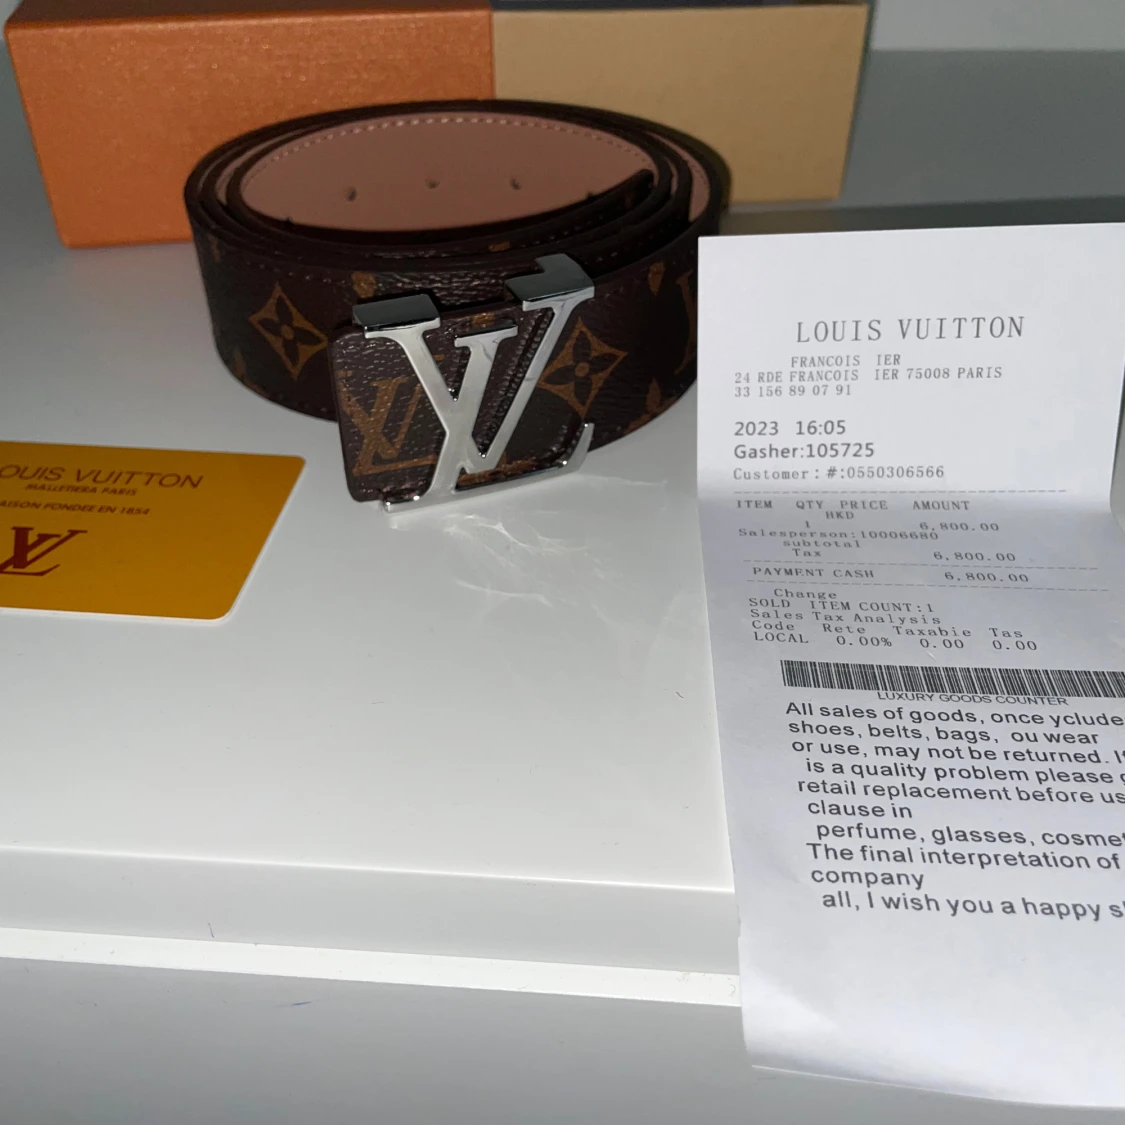 LOUIS VUITTON
FRANCOIS IER
24 RDE FRANCOIS IER 75008 PARIS
33 156 89 07 91
2023 16:05
Gasher:105725
Customer：#:0550306566
ITEM QTY PRICE AMOUNT
HKD
1 6,800.00
Salesperson:10006680
subtotal
Tax 6,800.00
PAYMENT CASH 6,800.00
Change
SOLD ITEM COUNT:1
Sales Tax Analysis
Code Rete Taxabie Tas
LOCAL 0.00% 0.00 0.00
LUXURY GOODS COUNTER
All sales of goods, once yclude
shoes, belts, bags, ou wear
or use, may not be returned. If
is a quality problem please
retail replacement before us
clause in
perfume, glasses, cosmet
The final interpretation of
company
all, I wish you a happy s
OUIS VUITTON
MALLETIERA PARIS
AISON FONDEE EN 1854
LV
LV